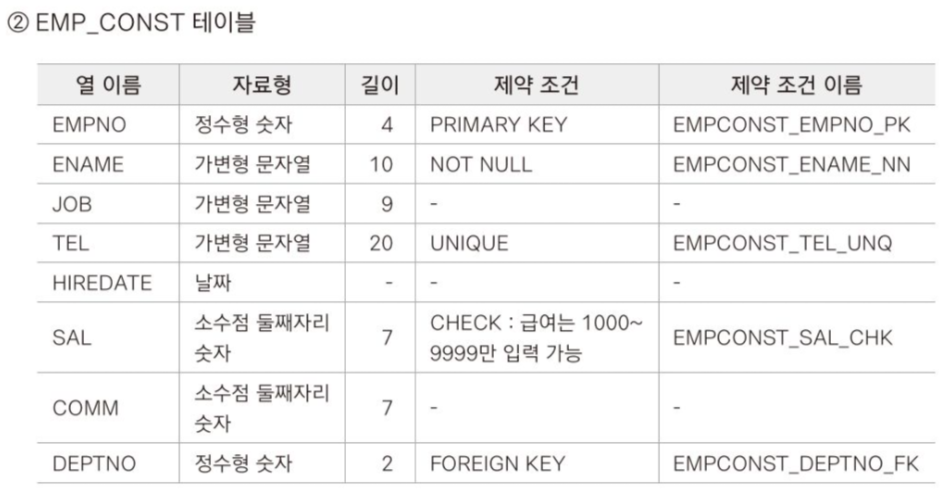 ② EMP_CONST 테이블
열 이름 자료형 길이 제약 조건 제약 조건 이름
EMPNO 정수형 숫자 4 PRIMARY KEY EMPCONST_EMPNO_PK
ENAME 가변형 문자열 10 NOT NULL EMPCONST_ENAME_NN
JOB 가변형 문자열 9 - -
TEL 가변형 문자열 20 UNIQUE EMPCONST_TEL_UNQ
HIREDATE 날짜 - - -
SAL 소수점 둘째자리 숫자 7 CHECK : 급여는 1000~ 9999만 입력 가능 EMPCONST_SAL_CHK
COMM 소수점 둘째자리 숫자 7 - -
DEPTNO 정수형 숫자 2 FOREIGN KEY EMPCONST_DEPTNO_FK